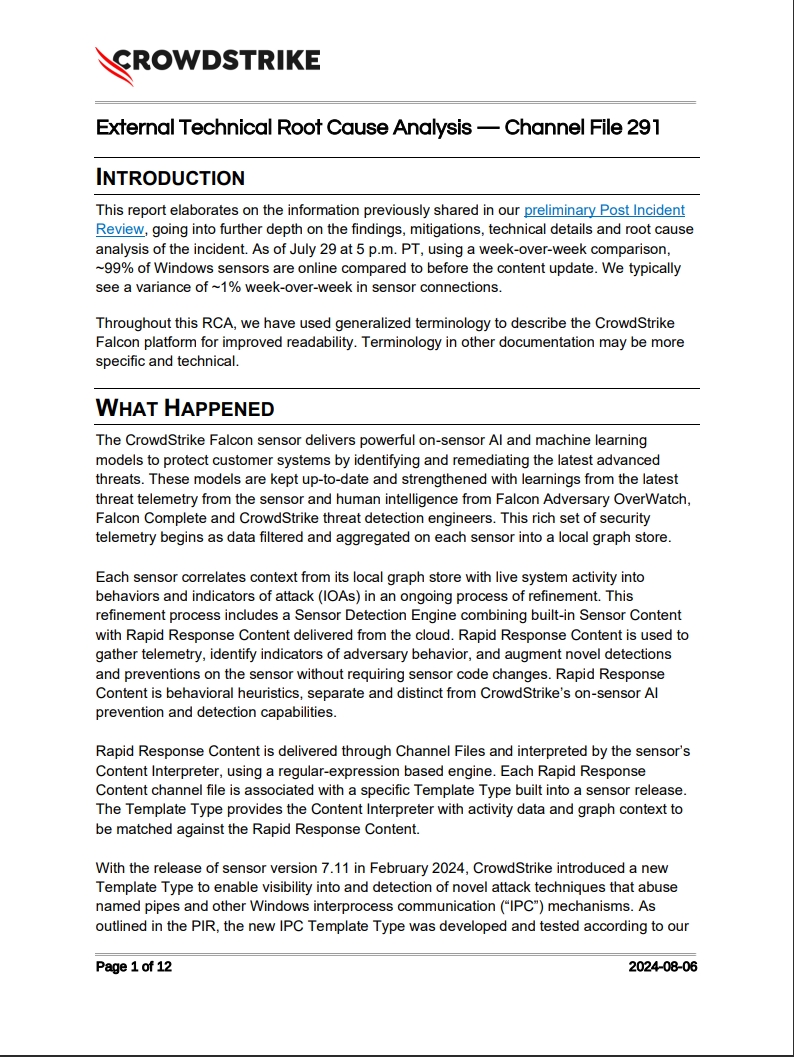 CROWDSTRIKE
External Technical Root Cause Analysis — Channel File 291
INTRODUCTION
This report elaborates on the information previously shared in our preliminary Post Incident
Review, going into further depth on the findings, mitigations, technical details and root cause
analysis of the incident. As of July 29 at 5 p.m. PT, using a week-over-week comparison,
~99% of Windows sensors are online compared to before the content update. We typically
see a variance of ~1% week-over-week in sensor connections.
Throughout this RCA, we have used generalized terminology to describe the CrowdStrike
Falcon platform for improved readability. Terminology in other documentation may be more
specific and technical.
WHAT HAPPENED
The CrowdStrike Falcon sensor delivers powerful on-sensor AI and machine learning
models to protect customer systems by identifying and remediating the latest advanced
threats. These models are kept up-to-date and strengthened with learnings from the latest
threat telemetry from the sensor and human intelligence from Falcon Adversary OverWatch,
Falcon Complete and CrowdStrike threat detection engineers. This rich set of security
telemetry begins as data filtered and aggregated on each sensor into a local graph store.
Each sensor correlates context from its local graph store with live system activity into
behaviors and indicators of attack (IOAs) in an ongoing process of refinement. This
refinement process includes a Sensor Detection Engine combining built-in Sensor Content
with Rapid Response Content delivered from the cloud. Rapid Response Content is used to
gather telemetry, identify indicators of adversary behavior, and augment novel detections
and preventions on the sensor without requiring sensor code changes. Rapid Response
Content is behavioral heuristics, separate and distinct from CrowdStrike’s on-sensor AI
prevention and detection capabilities.
Rapid Response Content is delivered through Channel Files and interpreted by the sensor’s
Content Interpreter, using a regular-expression based engine. Each Rapid Response
Content channel file is associated with a specific Template Type built into a sensor release.
The Template Type provides the Content Interpreter with activity data and graph context to
be matched against the Rapid Response Content.
With the release of sensor version 7.11 in February 2024, CrowdStrike introduced a new
Template Type to enable visibility into and detection of novel attack techniques that abuse
named pipes and other Windows interprocess communication (“IPC”) mechanisms. As
outlined in the PIR, the new IPC Template Type was developed and tested according to our
Page 1 of 12
2024-08-06